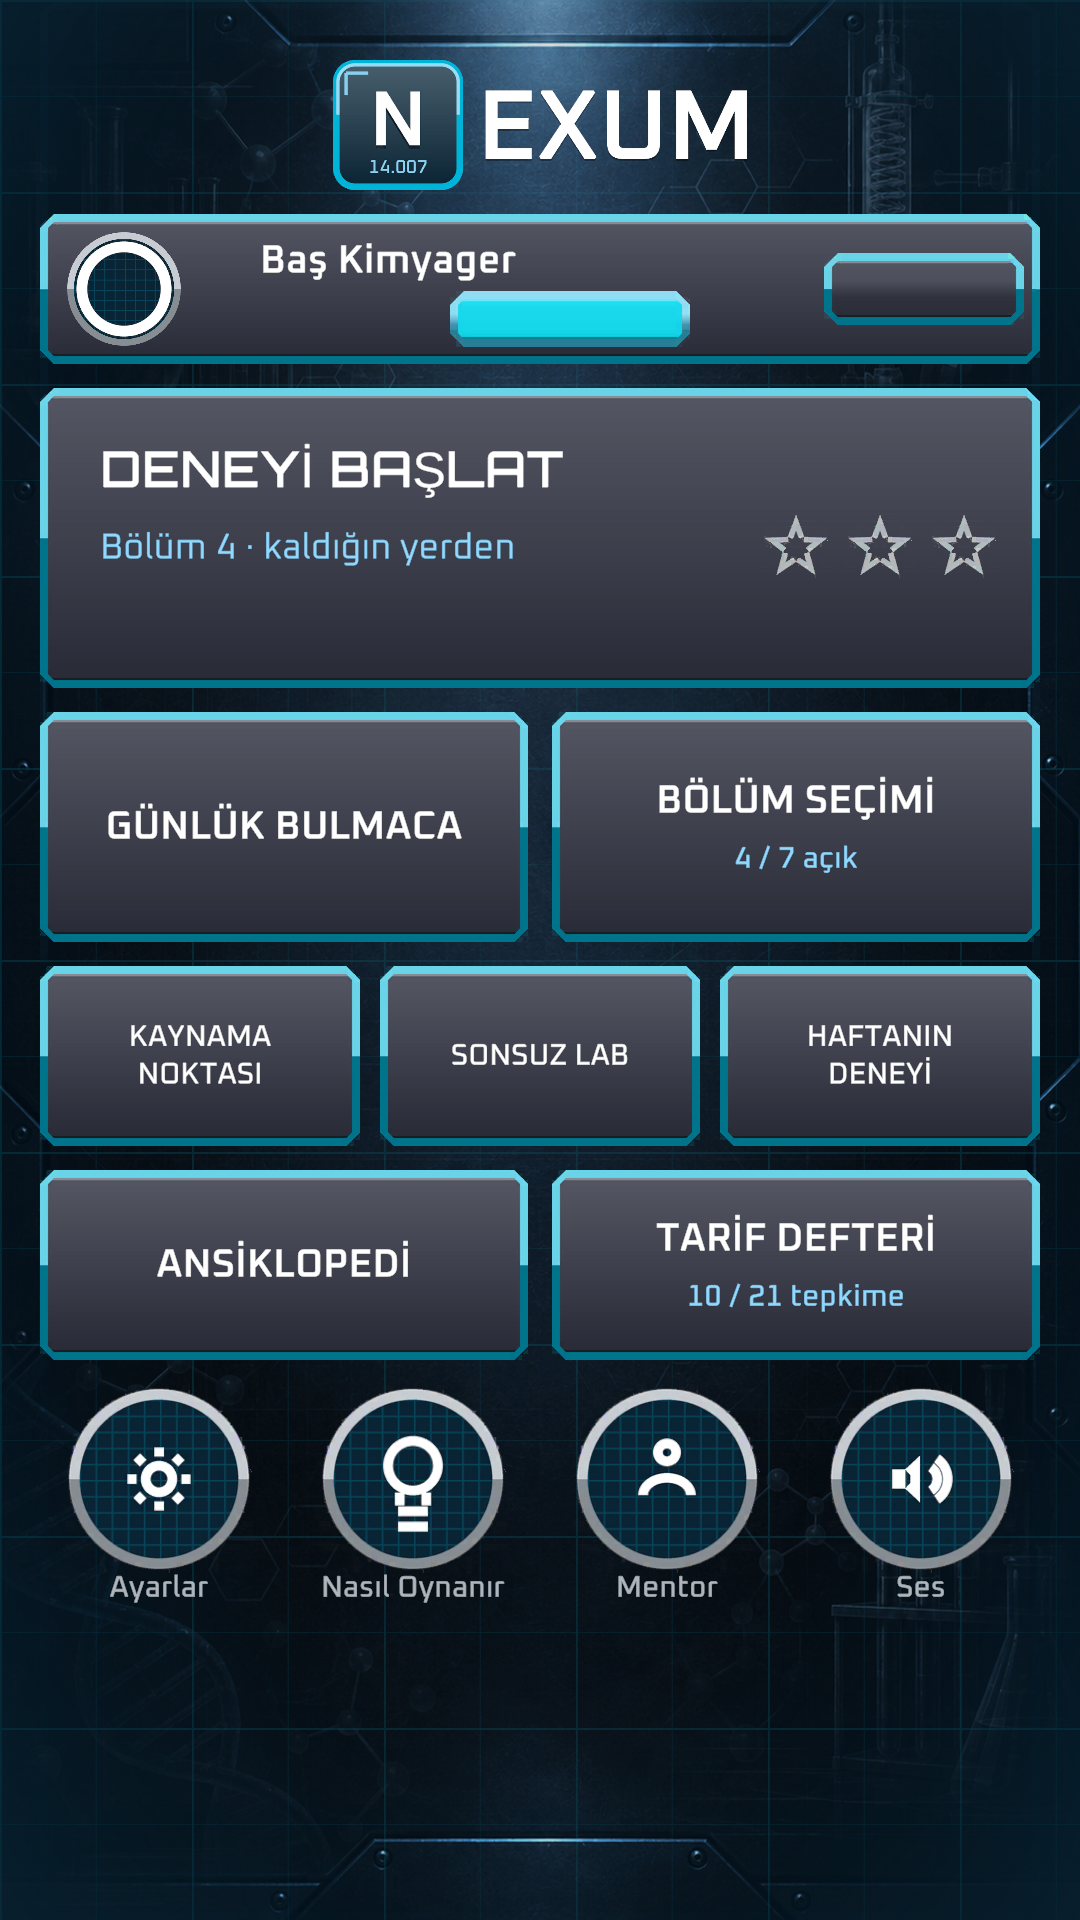 N
14.007
EXUM
Baş Kimyager
DENEYİ BAŞLAT
Bölüm 4 · kaldığın yerden
GÜNLÜK BULMACA
BÖLÜM SEÇİMİ
4 / 7 açık
KAYNAMA
NOKTASI
SONSUZ LAB
HAFTANIN
DENEYİ
ANSİKLOPEDİ
TARİF DEFTERİ
10 / 21 tepkime
Ayarlar
Nasıl Oynanır
Mentor
Ses